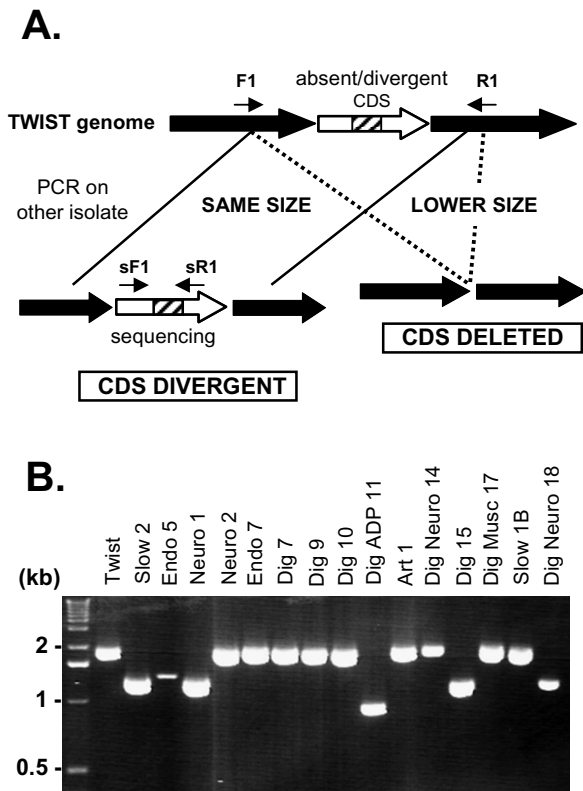 A.
F1
absent/divergent
CDS
R1
TWIST genome
PCR on
other isolate
SAME SIZE
LOWER SIZE
sF1
sR1
sequencing
CDS DELETED
CDS DIVERGENT
B.
(kb)
Twist
Slow 2
Endo 5
Neuro 1
Neuro 2
Endo 7
Dig 7
Dig 9
Dig 10
Dig ADP 11
Art 1
Dig Neuro 14
Dig 15
Dig Musc 17
Slow 1B
Dig Neuro 18
2 -
1 -
0.5 -